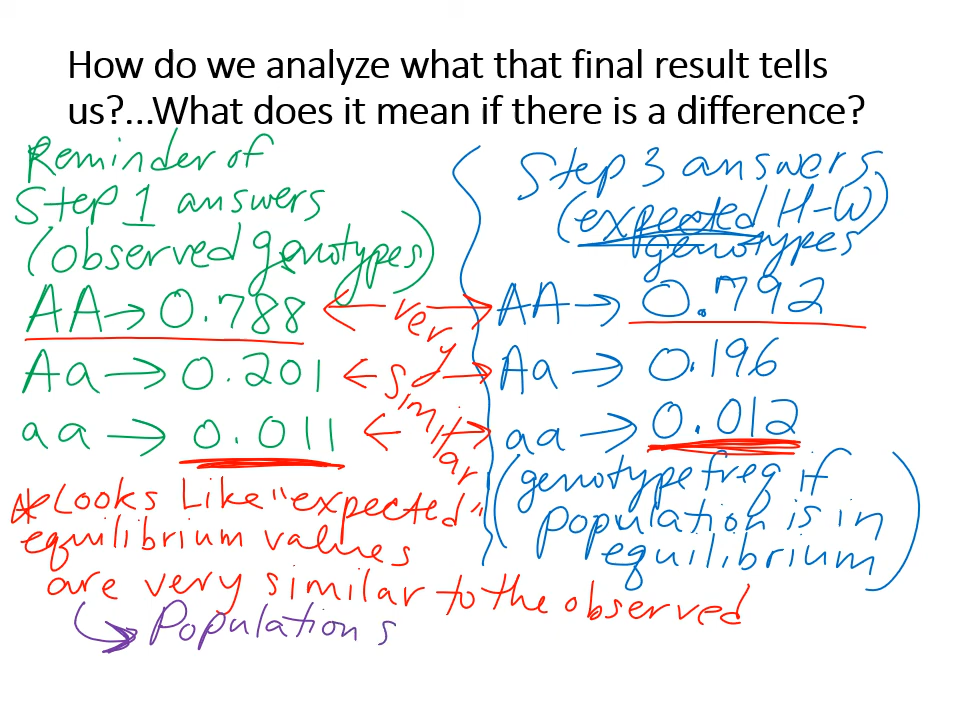 How do we analyze what that final result tells
us?...What does it mean if there is a difference?
Reminder of
Step 1 answers
(observed genotypes)
AA → 0.788
Aa → 0.201
aa → 0.011
very
similar
Step 3 answers
(expected H-W)
genotypes
AA → 0.792
Aa → 0.196
aa → 0.012
(genotype freq if
population is in
equilibrium)
* Looks Like "expected"
equilibrium values
are very similar to the observed
Population s